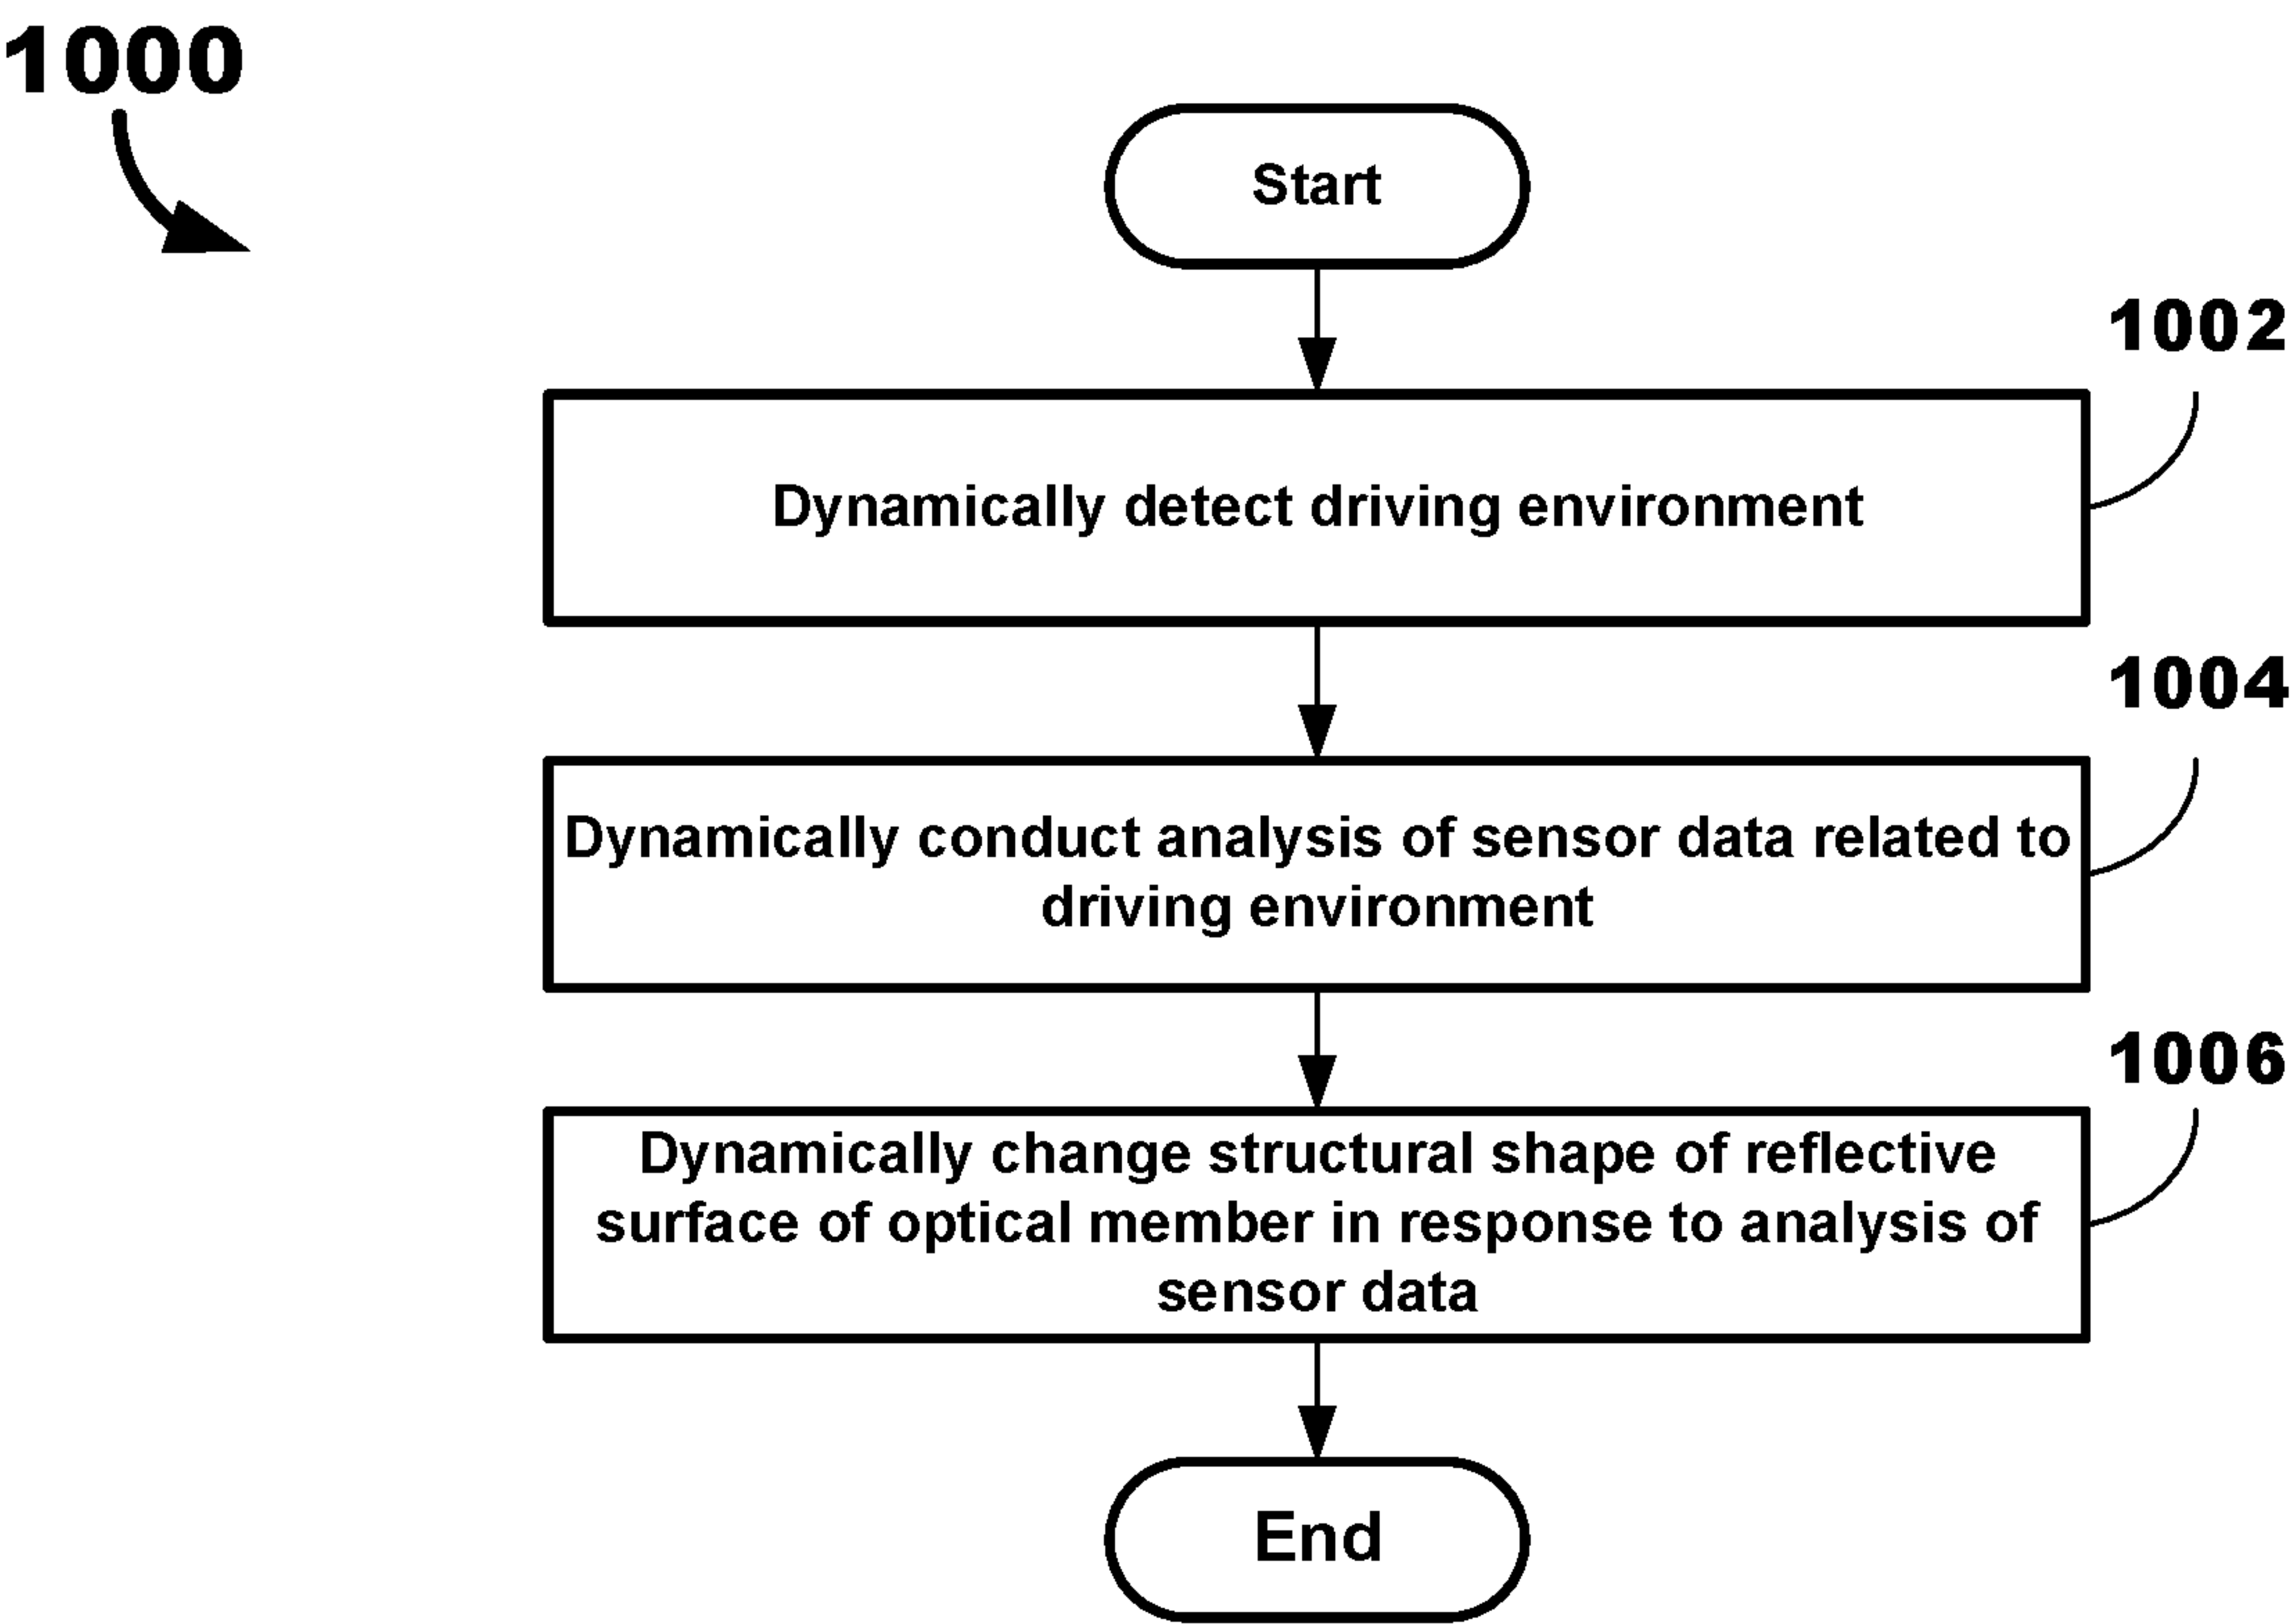 1000
Start
1002
Dynamically detect driving environment
1004
Dynamically conduct analysis of sensor data related to
driving environment
1006
Dynamically change structural shape of reflective
surface of optical member in response to analysis of
sensor data
End